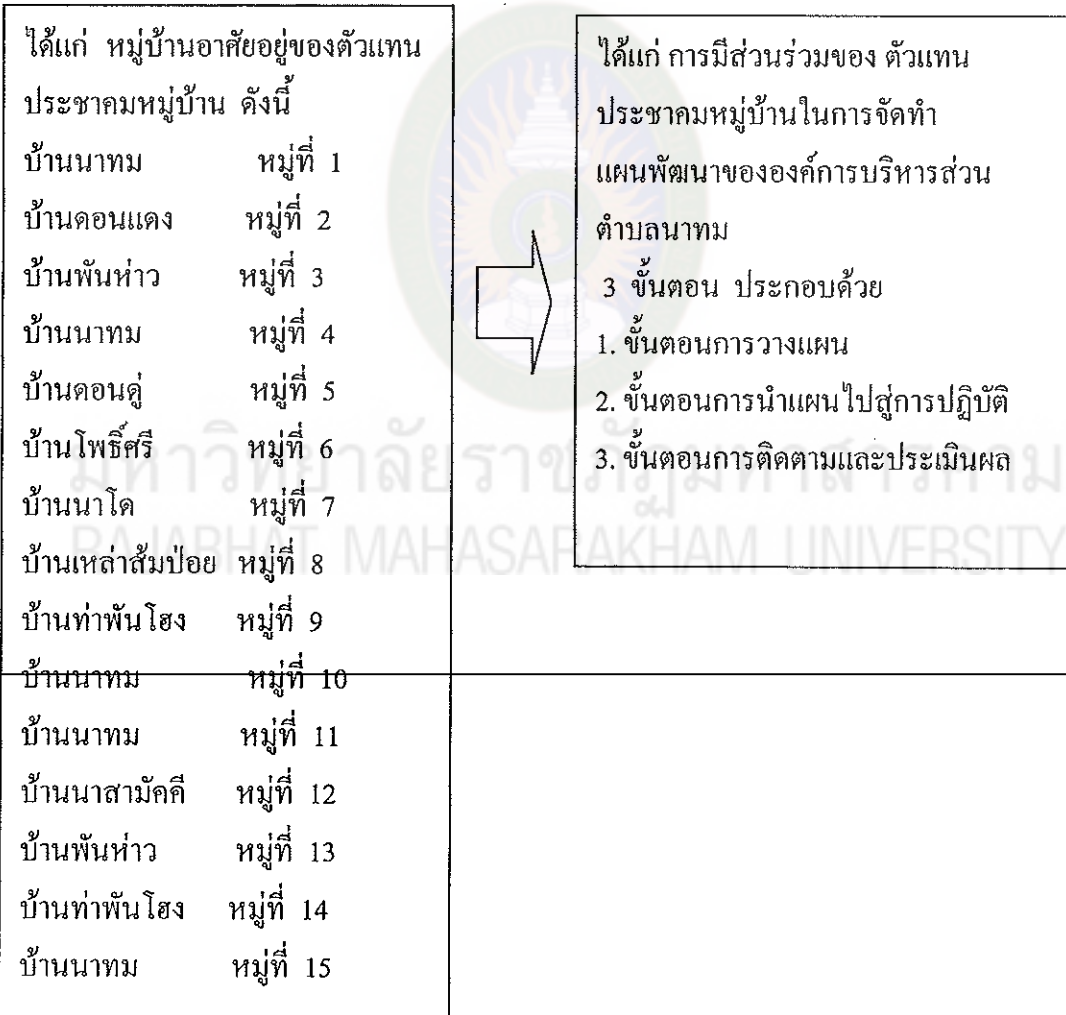 ได้แก่ หมู่บ้านอาศัยอยู่ของตัวแทน
ประชาคมหมู่บ้าน ดังนี้
บ้านนาทม หมู่ที่ 1
บ้านดอนแดง หมู่ที่ 2
บ้านพันห่าว หมู่ที่ 3
บ้านนาทม หมู่ที่ 4
บ้านดอนดู่ หมู่ที่ 5
บ้านโพธิ์ศรี หมู่ที่ 6
บ้านนาโด หมู่ที่ 7
บ้านเหล่าส้มป่อย หมู่ที่ 8
บ้านท่าพันโฮง หมู่ที่ 9
บ้านนาทม หมู่ที่ 10
บ้านนาทม หมู่ที่ 11
บ้านนาสามัคคี หมู่ที่ 12
บ้านพันห่าว หมู่ที่ 13
บ้านท่าพันโฮง หมู่ที่ 14
บ้านนาทม หมู่ที่ 15
ได้แก่ การมีส่วนร่วมของ ตัวแทน
ประชาคมหมู่บ้านในการจัดทำ
แผนพัฒนาขององค์การบริหารส่วน
ตำบลนาทม
3 ขั้นตอน ประกอบด้วย
1. ขั้นตอนการวางแผน
2. ขั้นตอนการนำแผนไปสู่การปฏิบัติ
3. ขั้นตอนการติดตามและประเมินผล
มหาวิทยาลัยราชภัฏมหาสารคาม
RAJABHAT MAHASARAKHAM UNIVERSITY